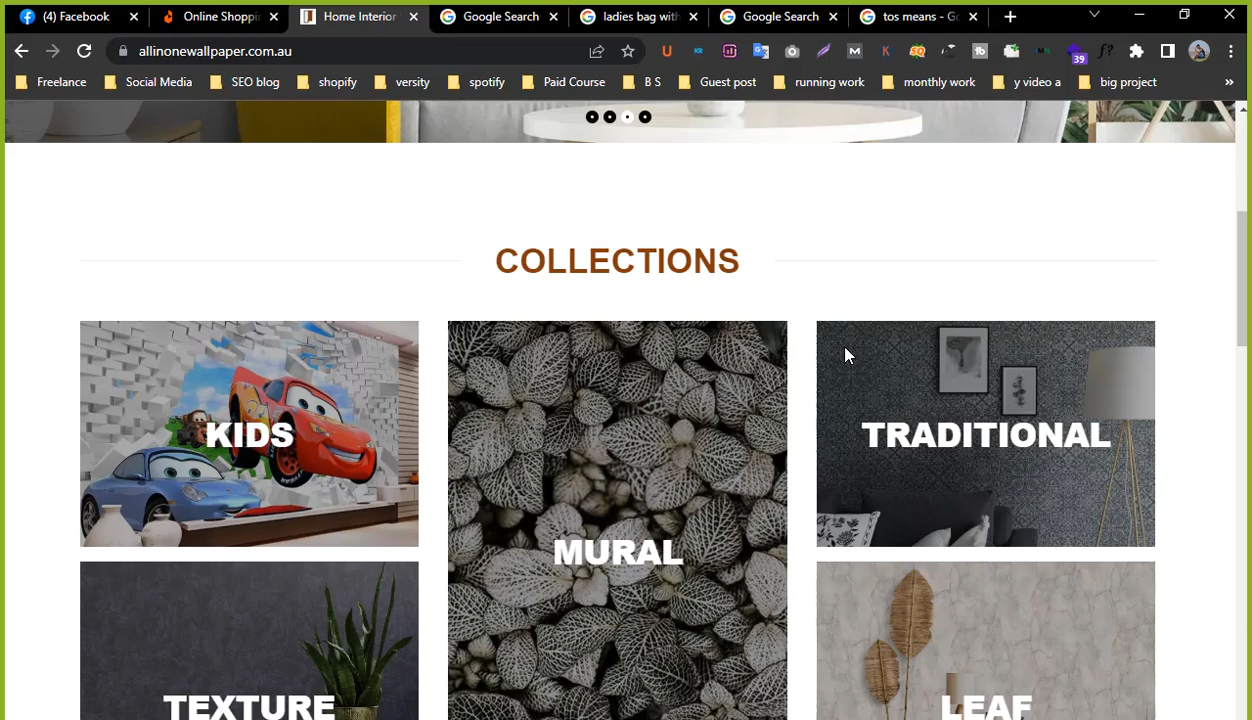 (4) Facebook
Online Shoppi
Home Interior
Google Search
ladies bag with
Google Search
tos means - Go
allinonewallpaper.com.au
39
Freelance
Social Media
SEO blog
shopify
versity
spotify
Paid Course
B S
Guest post
running work
monthly work
y video a
big project
COLLECTIONS
KIDS
MURAL
TRADITIONAL
TEXTURE
LEAF